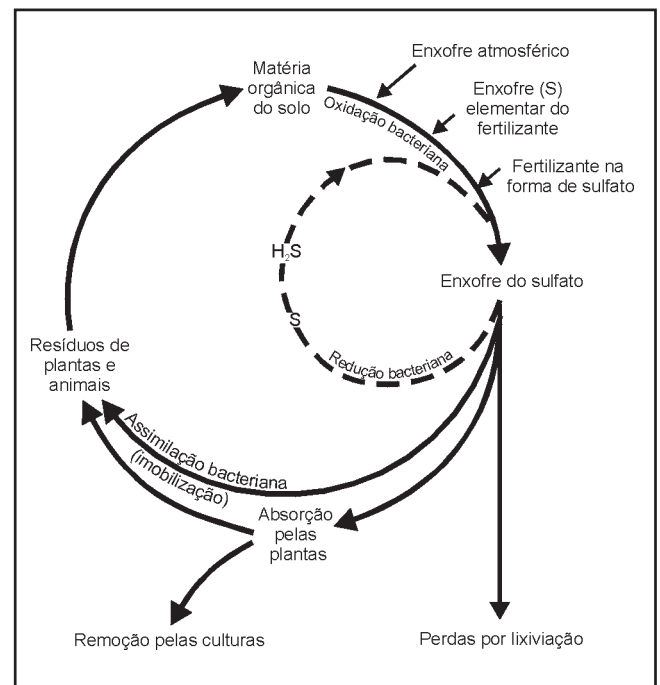 Enxofre atmosférico
Matéria
orgânica
do solo
Oxidação bacteriana
Enxofre (S)
elementar do
fertilizante
Fertilizante na
forma de sulfato
H₂S
Enxofre do sulfato
S
Redução bacteriana
Resíduos de
plantas e
animais
Assimilação bacteriana
(imobilização)
Absorção
pelas
plantas
Remoção pelas culturas
Perdas por lixiviação